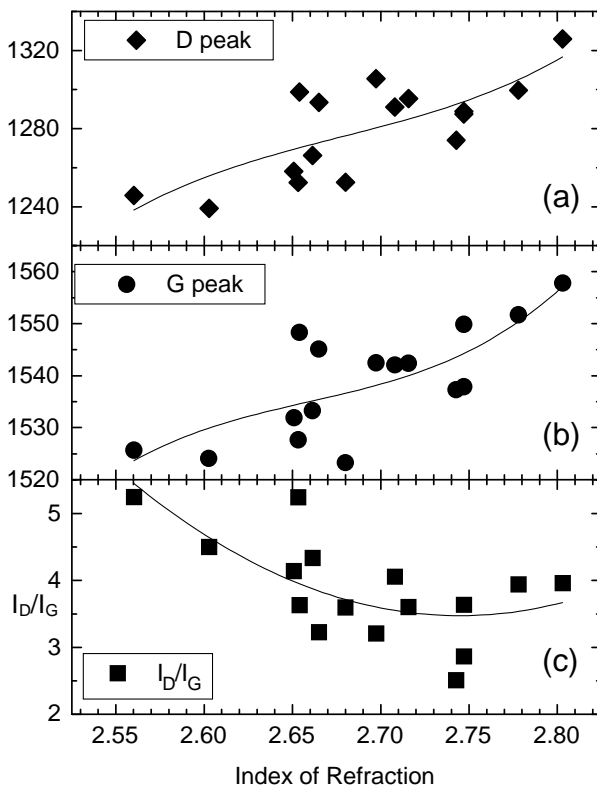 1320
D peak
1280
1240
(a)
1560
G peak
1550
1540
1530
(b)
1520
5
4
I_D/I_G
3
I_D/I_G
(c)
2
2.55 2.60 2.65 2.70 2.75 2.80
Index of Refraction